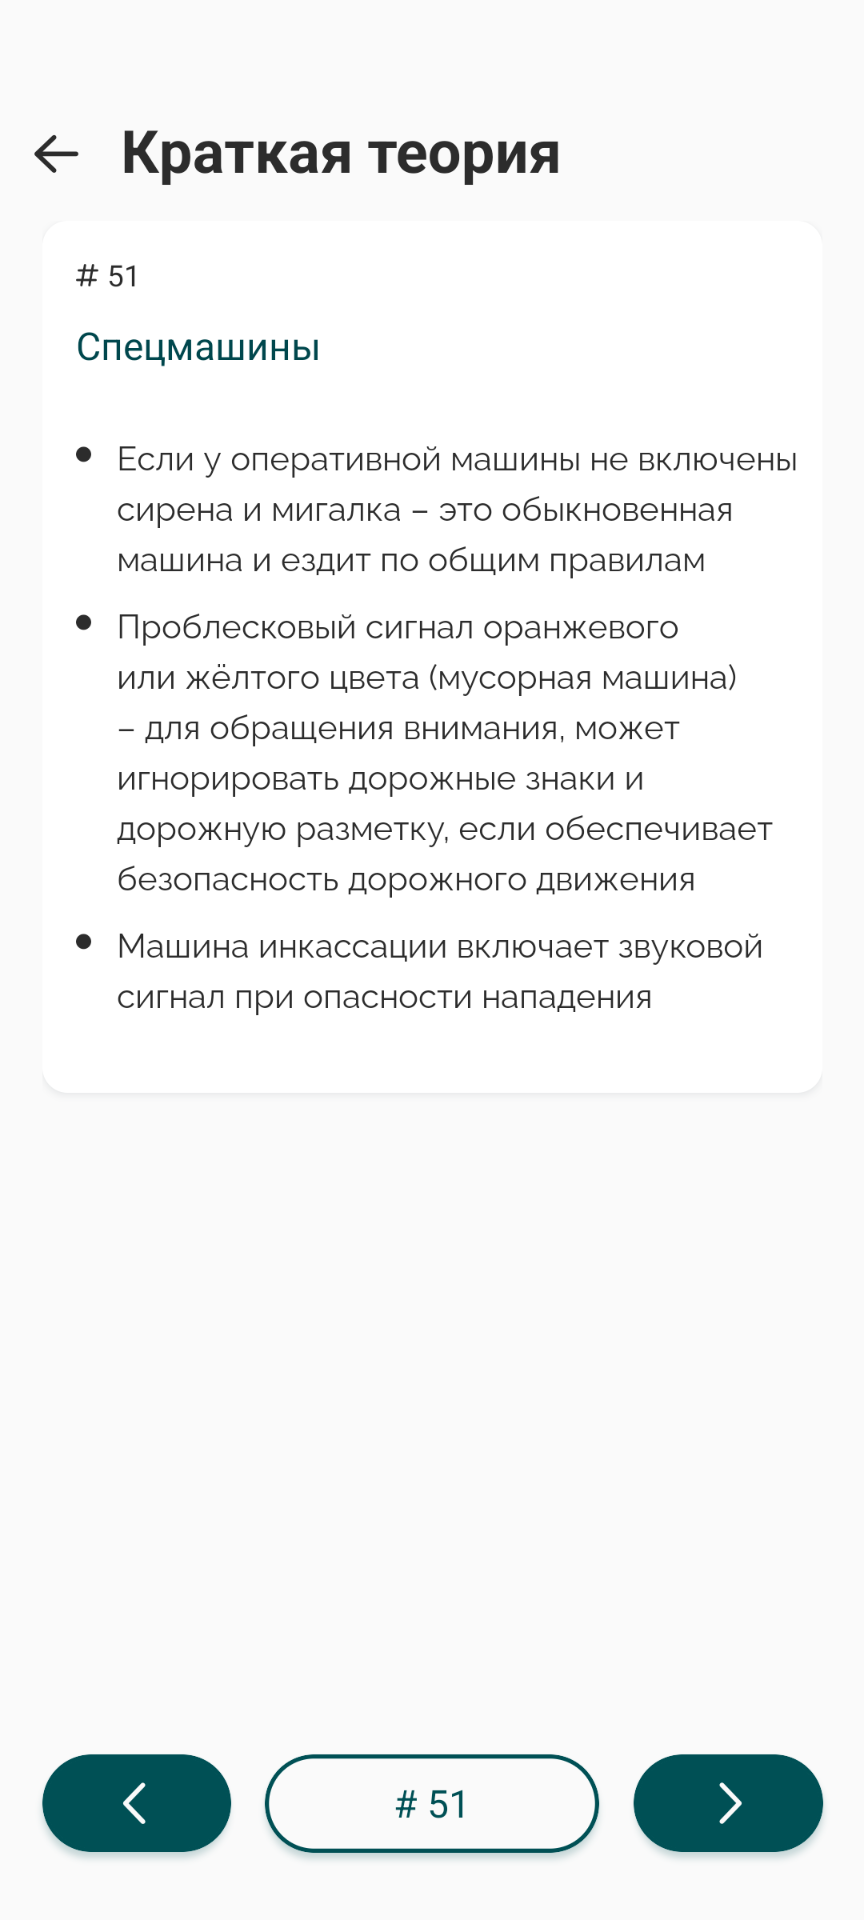 Краткая теория
# 51
Спецмашины
• Если у оперативной машины не включены
сирена и мигалка – это обыкновенная
машина и ездит по общим правилам
• Проблесковый сигнал оранжевого
или жёлтого цвета (мусорная машина)
– для обращения внимания, может
игнорировать дорожные знаки и
дорожную разметку, если обеспечивает
безопасность дорожного движения
• Машина инкассации включает звуковой
сигнал при опасности нападения
# 51